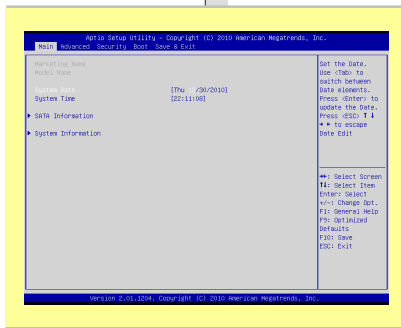 Aptio Setup Utility – Copyright (C) 2010 American Megatrends, Inc.
Main Advanced Security Boot Save & Exit
Marketing Name
Model Name
System Date [Thu /30/2010]
System Time [22:11:08]
SATA Information
System Information
Set the Date.
Use <Tab> to
switch between
Date elements.
Press <Enter> to
update the Date.
Press <ESC> ↑ ↓
→ ← to escape
Date Edit
→←: Select Screen
↑↓: Select Item
Enter: Select
+/-: Change Opt.
F1: General Help
F9: Optimized
Defaults
F10: Save
ESC: Exit
Version 2.01.1204. Copyright (C) 2010 American Megatrends, Inc.